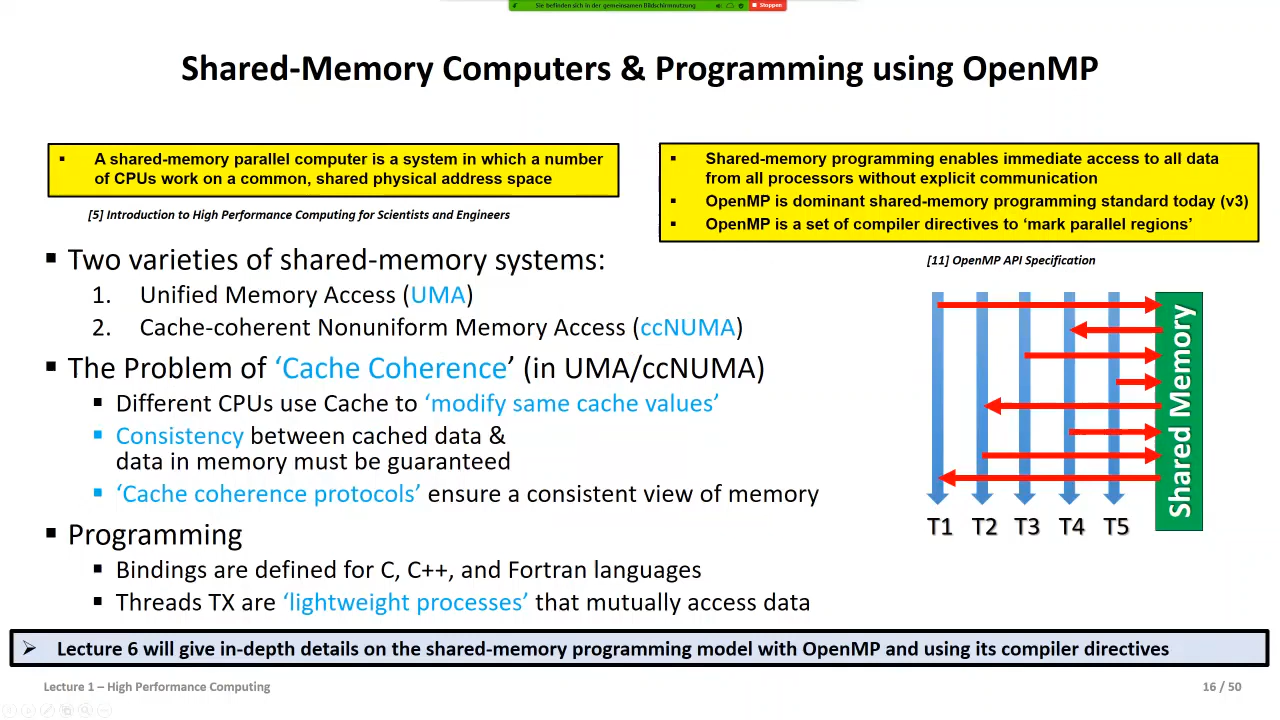 Sie befinden sich in der gemeinsamen Bildschirmnutzung
Stoppen
Shared-Memory Computers & Programming using OpenMP
▪ A shared-memory parallel computer is a system in which a number
of CPUs work on a common, shared physical address space
[5] Introduction to High Performance Computing for Scientists and Engineers
▪ Shared-memory programming enables immediate access to all data
from all processors without explicit communication
▪ OpenMP is dominant shared-memory programming standard today (v3)
▪ OpenMP is a set of compiler directives to ‘mark parallel regions’
[11] OpenMP API Specification
▪ Two varieties of shared-memory systems:
1. Unified Memory Access (UMA)
2. Cache-coherent Nonuniform Memory Access (ccNUMA)
▪ The Problem of ‘Cache Coherence’ (in UMA/ccNUMA)
▪ Different CPUs use Cache to ‘modify same cache values’
▪ Consistency between cached data &
data in memory must be guaranteed
▪ ‘Cache coherence protocols’ ensure a consistent view of memory
▪ Programming
▪ Bindings are defined for C, C++, and Fortran languages
▪ Threads TX are ‘lightweight processes’ that mutually access data
Shared Memory
T1 T2 T3 T4 T5
➢ Lecture 6 will give in-depth details on the shared-memory programming model with OpenMP and using its compiler directives
Lecture 1 – High Performance Computing
16 / 50